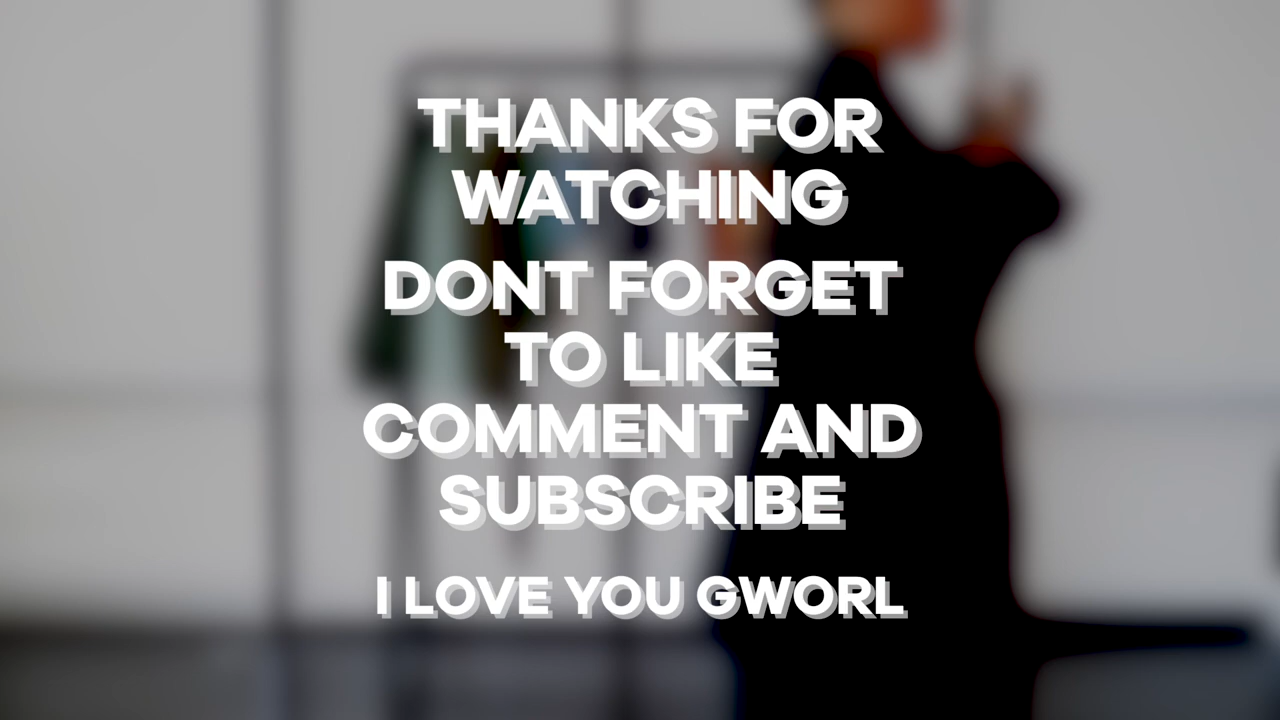 THANKS FOR
WATCHING
DONT FORGET
TO LIKE
COMMENT AND
SUBSCRIBE
I LOVE YOU GWORL